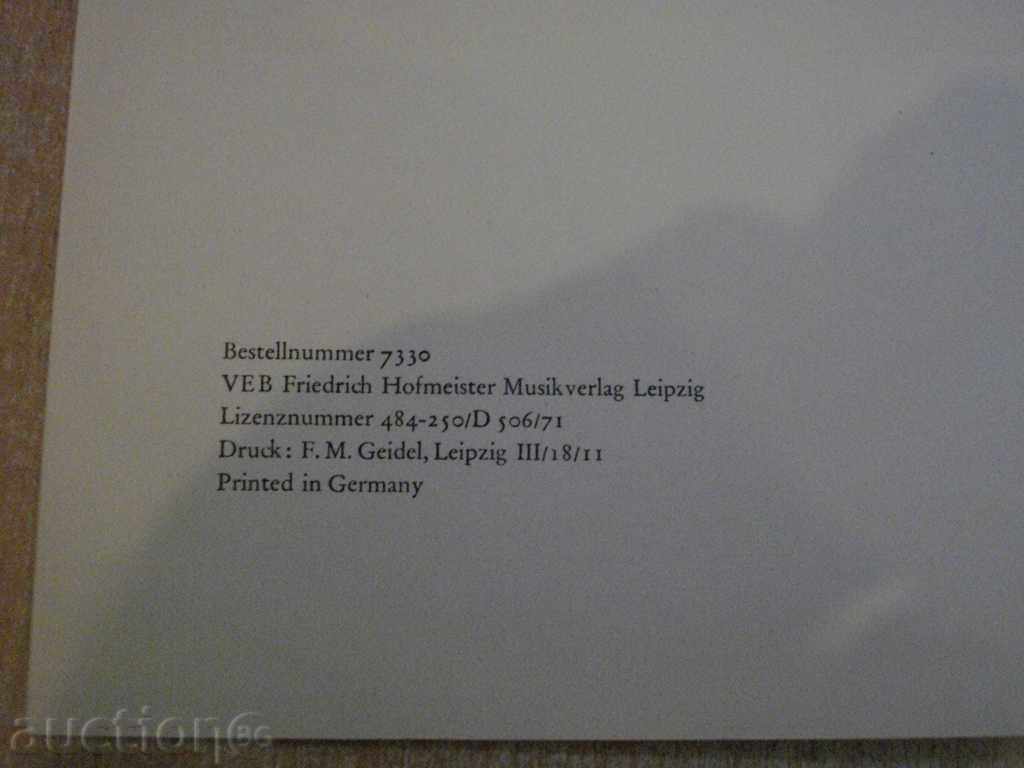 Bestellnummer 7330
VEB Friedrich Hofmeister Musikverlag Leipzig
Lizenznummer 484-250/D 506/71
Druck: F. M. Geidel, Leipzig III/18/11
Printed in Germany
auction BG